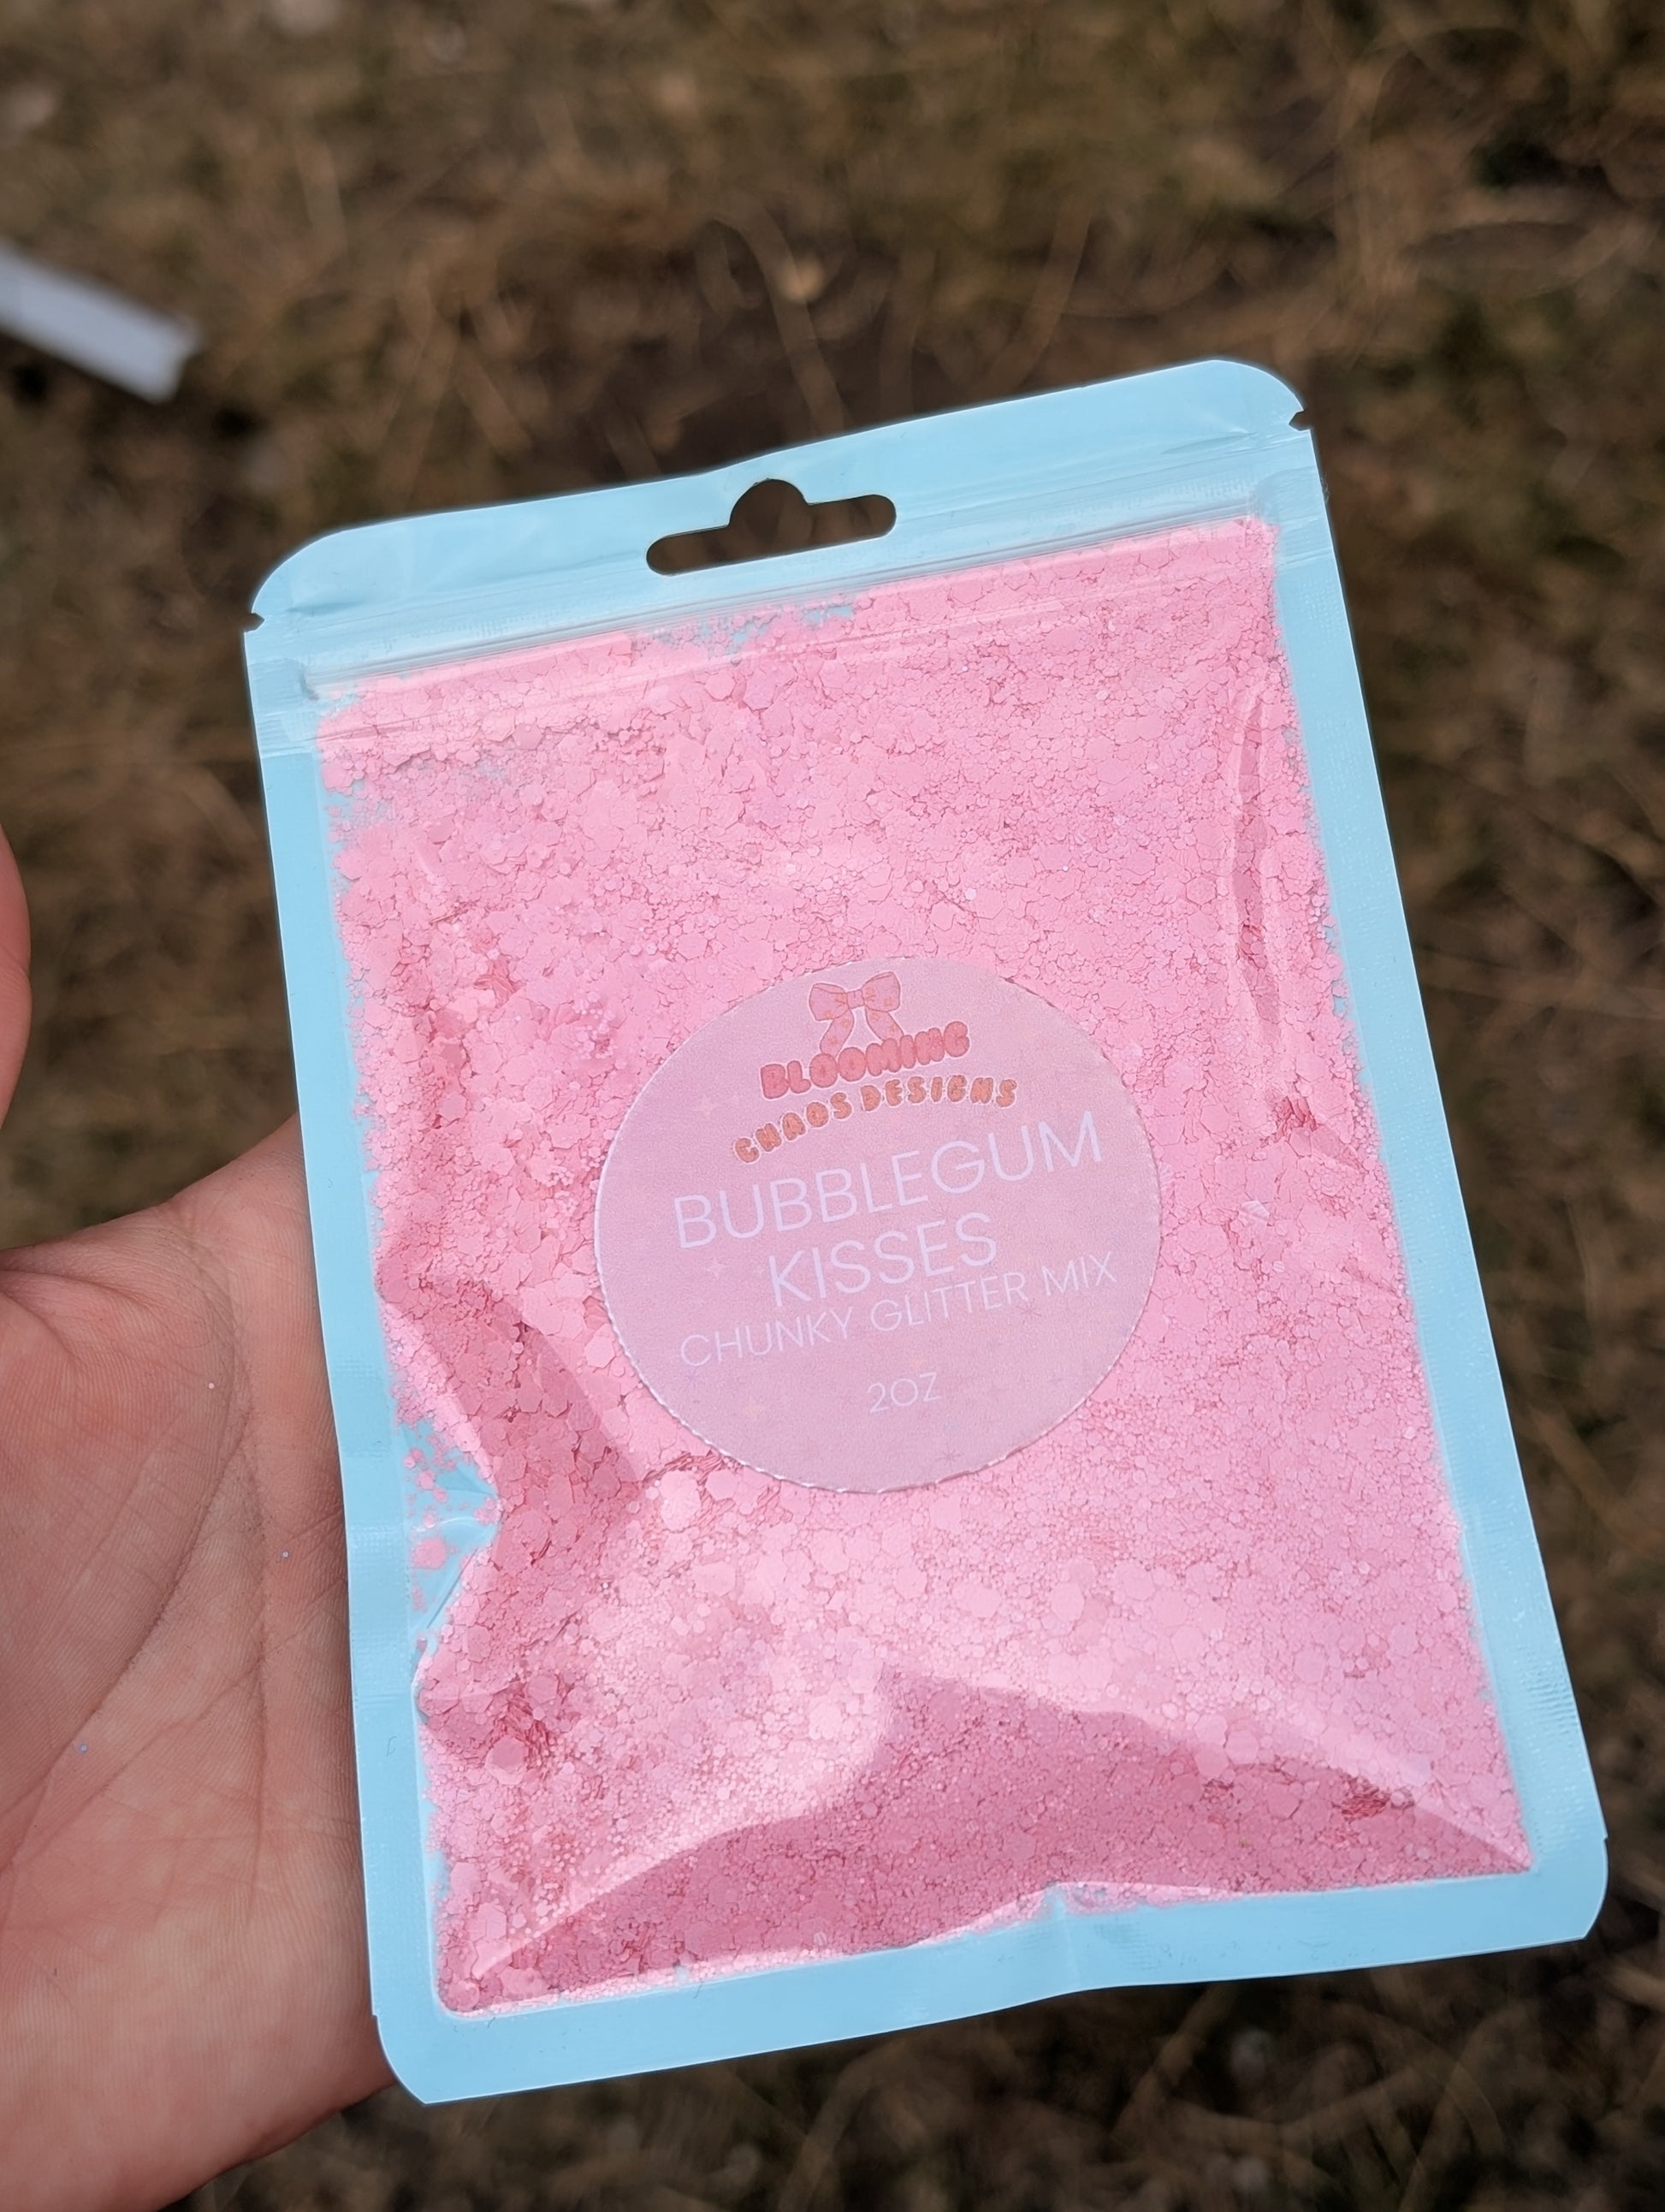 BLOOMING
CHAOS DESIGNS
BUBBLEGUM
KISSES
CHUNKY GLITTER MIX
2OZ